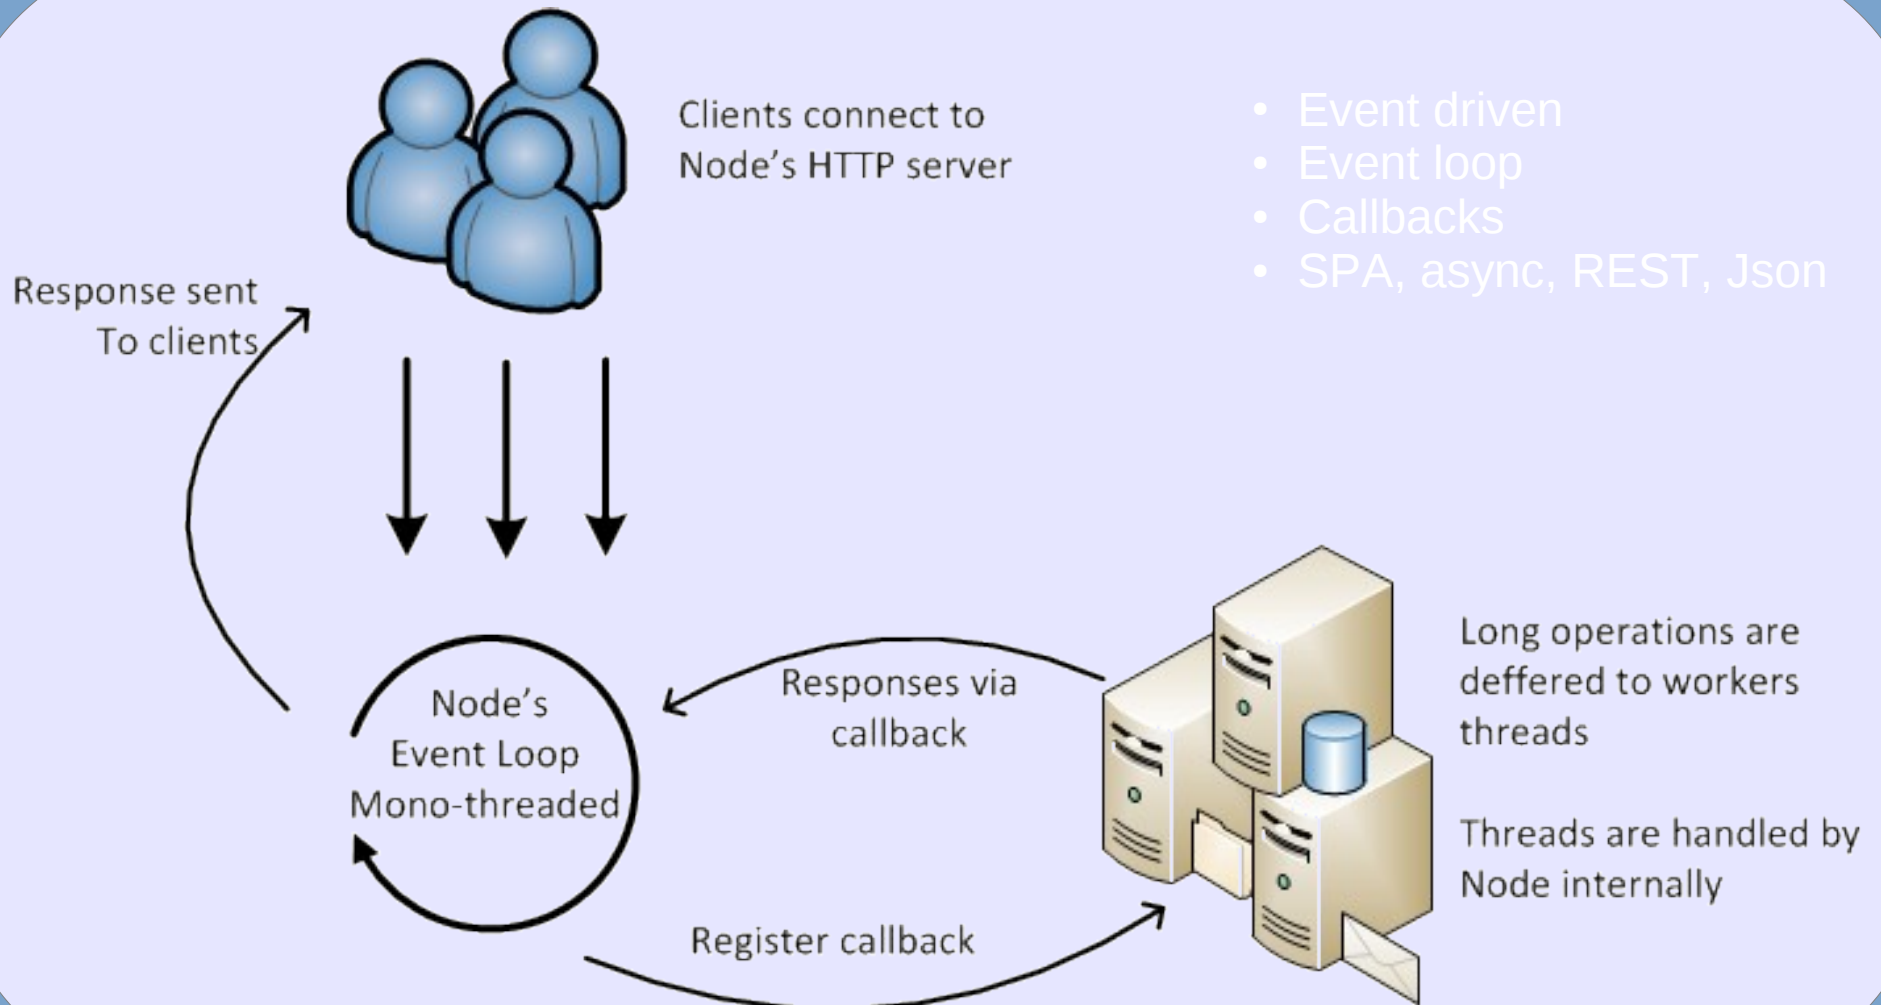 Clients connect to
Node’s HTTP server
• Event driven
• Event loop
• Callbacks
• SPA, async, REST, Json
Response sent
To clients
Node’s
Event Loop
Mono-threaded
Responses via
callback
Register callback
Long operations are
deffered to workers
threads
Threads are handled by
Node internally